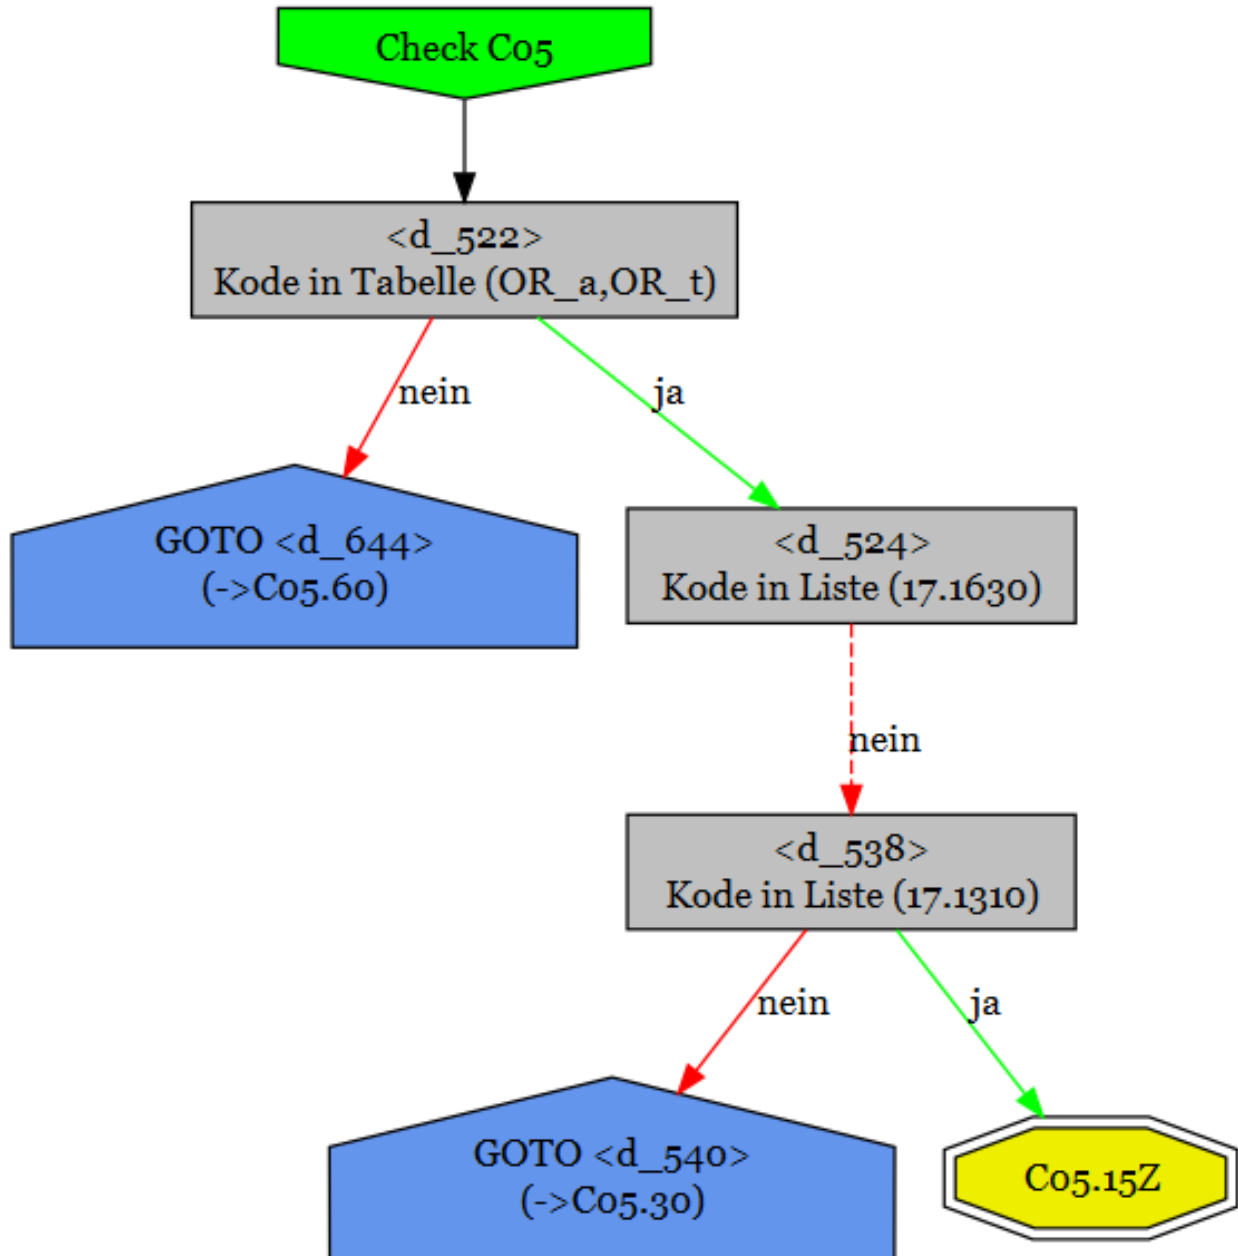 Check C05
<d_522>
Kode in Tabelle (OR_a,OR_t)
nein
ja
GOTO <d_644>
(->C05.60)
<d_524>
Kode in Liste (17.1630)
nein
<d_538>
Kode in Liste (17.1310)
nein
ja
GOTO <d_540>
(->C05.30)
C05.15Z